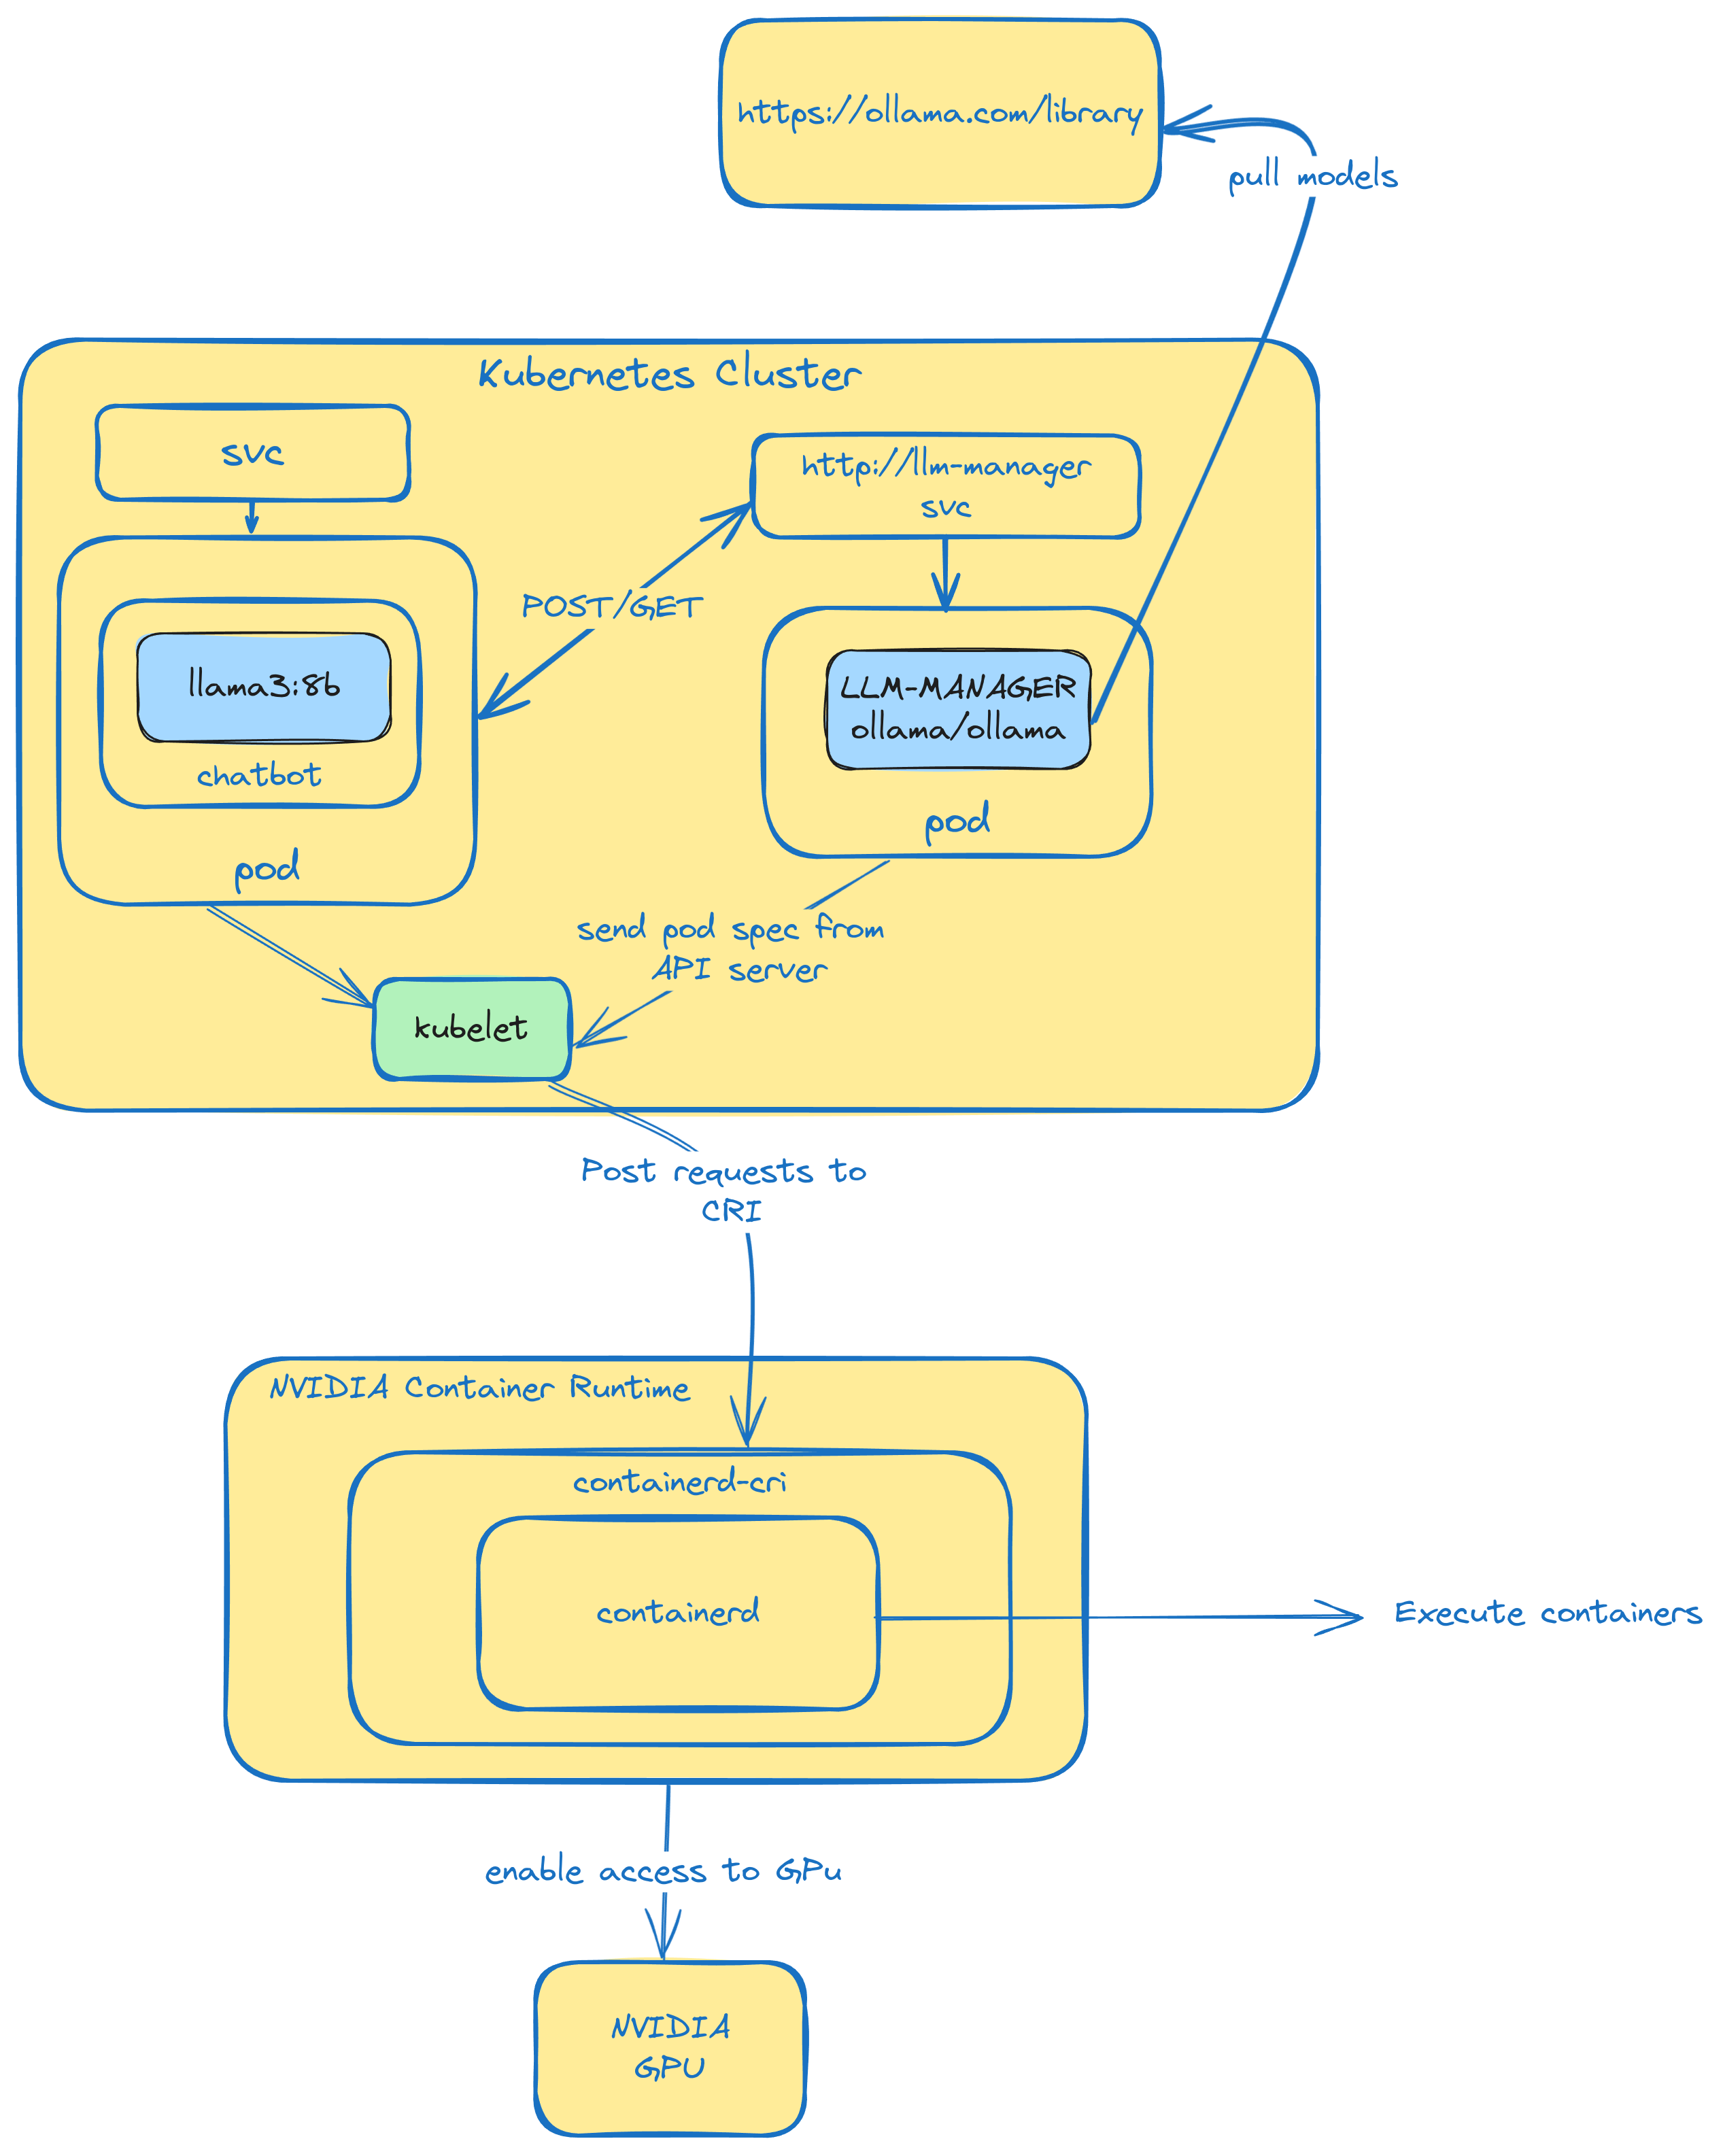 https://ollama.com/library
pull models
Kubernetes Cluster
svc
http://llm-manager
svc
POST/GET
llama3:8b
chatbot
pod
LLM-MANAGER
ollama/ollama
pod
send pod spec from
API server
kubelet
Post requests to
CRI
NVIDIA Container Runtime
containerd-cri
containerd
Execute containers
enable access to GPu
NVIDIA
GPU